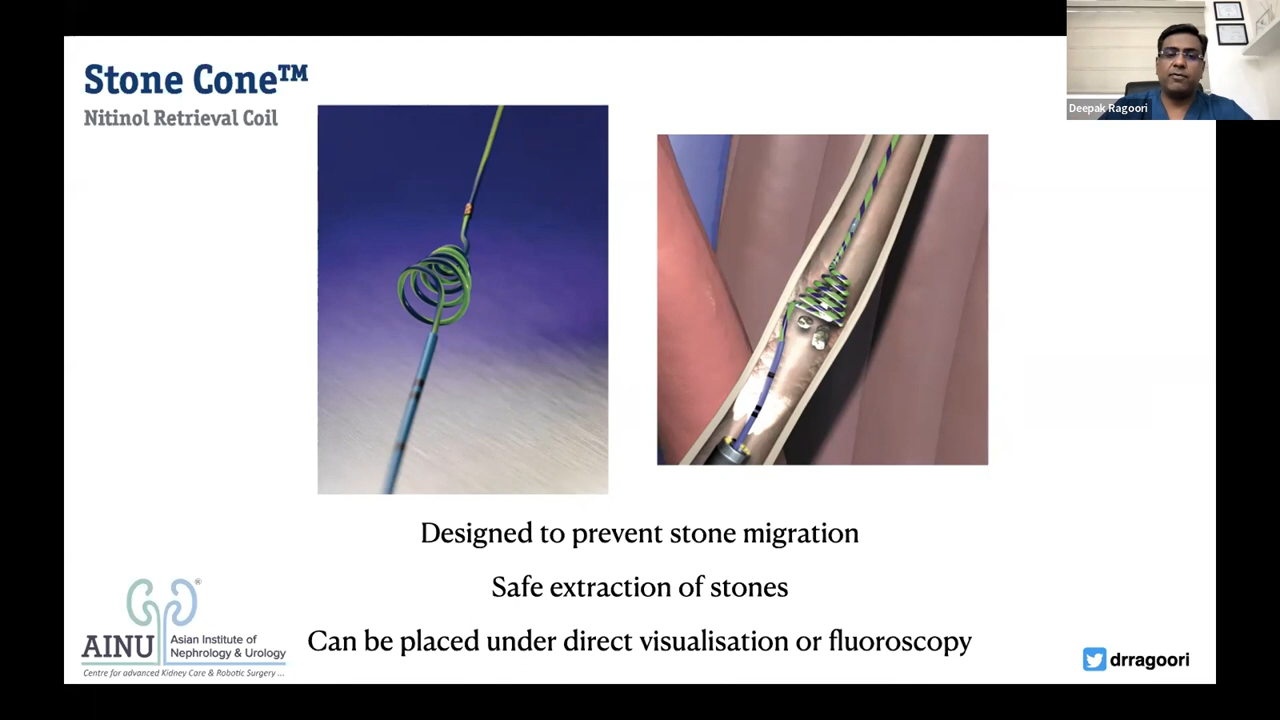 Stone Cone™
Nitinol Retrieval Coil
Deepak Ragoori
Designed to prevent stone migration
Safe extraction of stones
Can be placed under direct visualisation or fluoroscopy
®
AINU
Asian Institute of
Nephrology & Urology
Centre for advanced Kidney Care & Robotic Surgery ...
drragoori